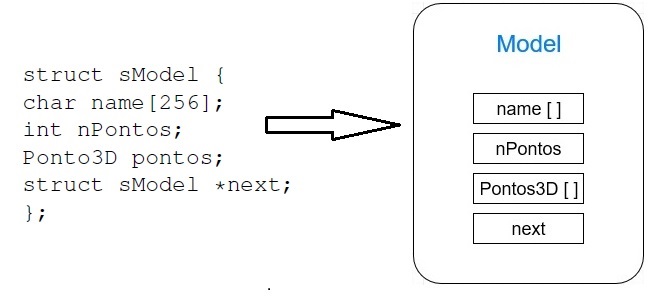 struct sModel {
char name[256];
int nPontos;
Ponto3D pontos;
struct sModel *next;
};
Model
name [ ]
nPontos
Pontos3D [ ]
next